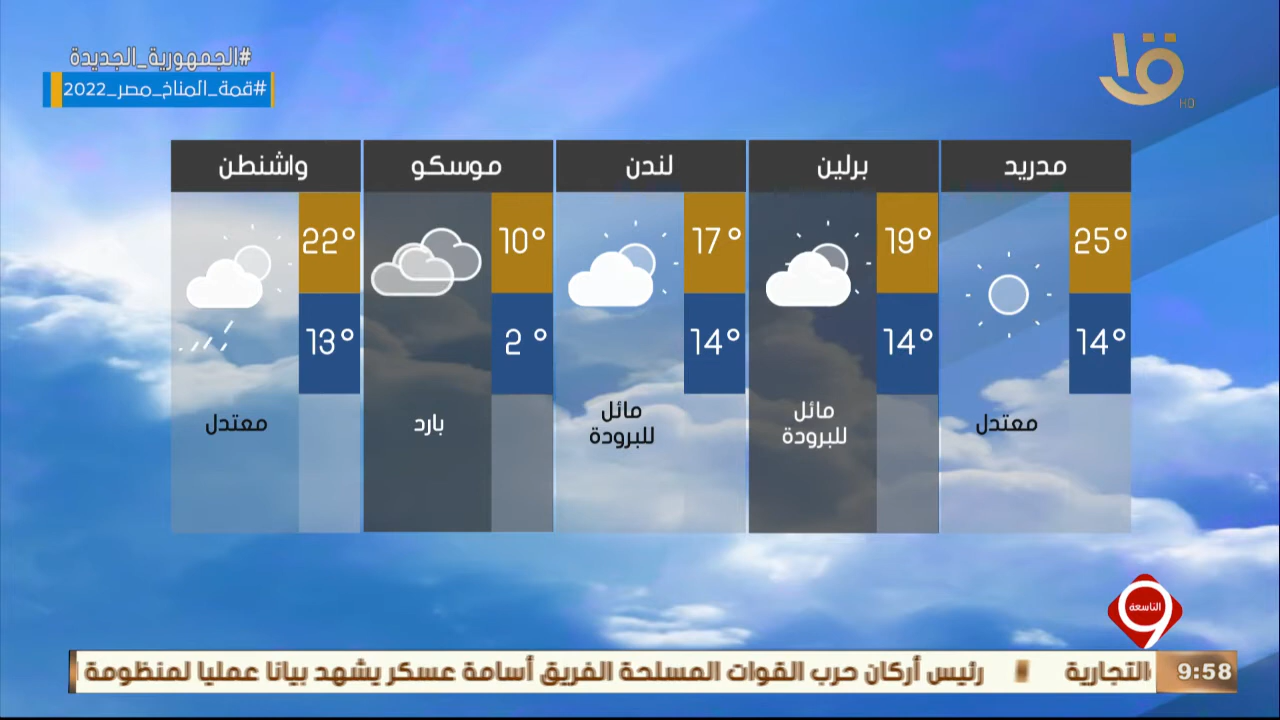 #الجمهورية_الجديدة
#قمة_المناخ_مصر_2022
HD
مدريد
25°
14°
معتدل
برلين
19°
14°
مائل
للبرودة
لندن
17°
14°
مائل
للبرودة
موسكو
10°
2°
بارد
واشنطن
22°
13°
معتدل
9
التاسعة
9:58
التجارية رئيس أركان حرب القوات المسلحة الفريق أسامة عسكر يشهد بيانا عمليا لمنظومة